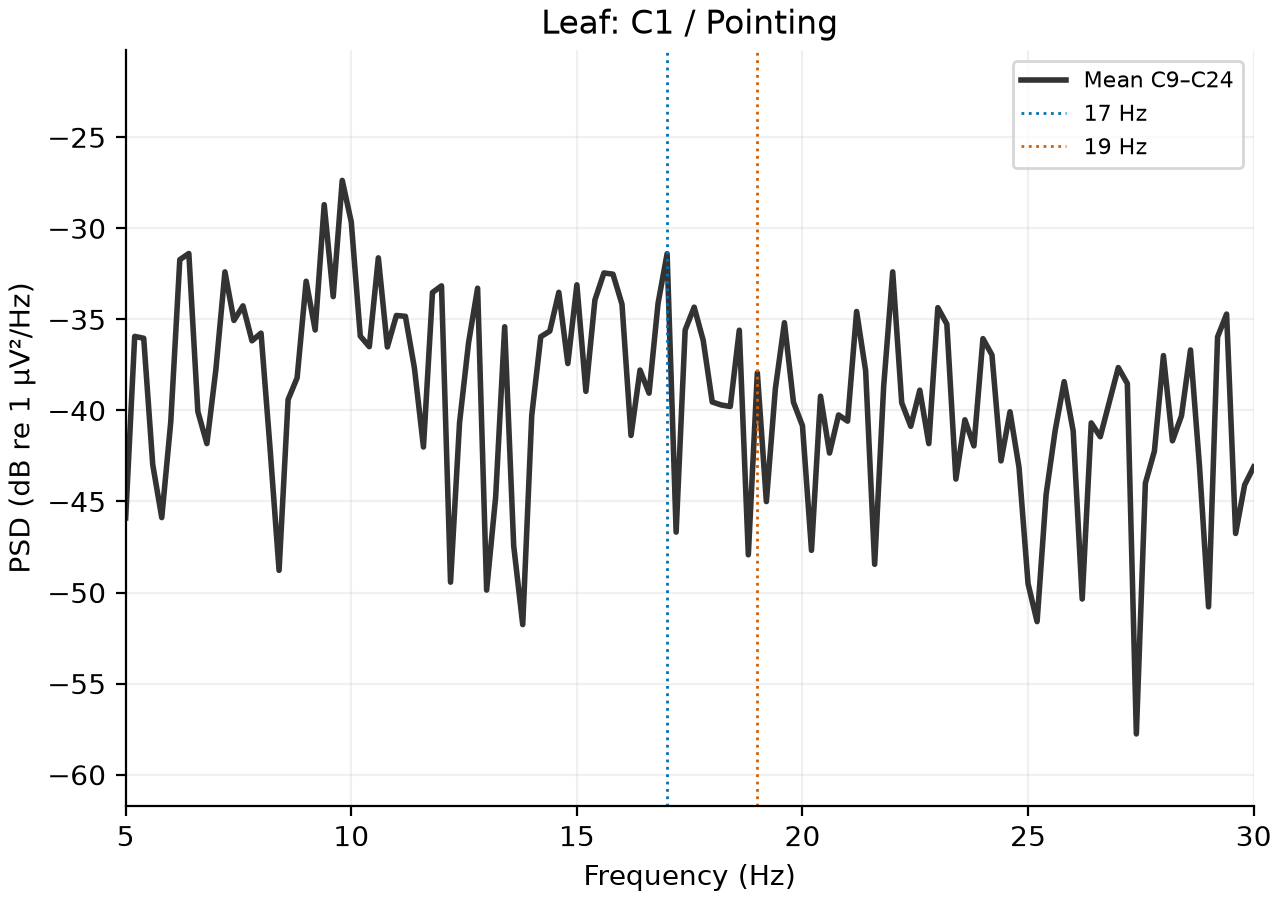 Leaf: C1 / Pointing
Mean C9–C24
17 Hz
19 Hz
PSD (dB re 1 μV²/Hz)
−25
−30
−35
−40
−45
−50
−55
−60
5 10 15 20 25 30
Frequency (Hz)